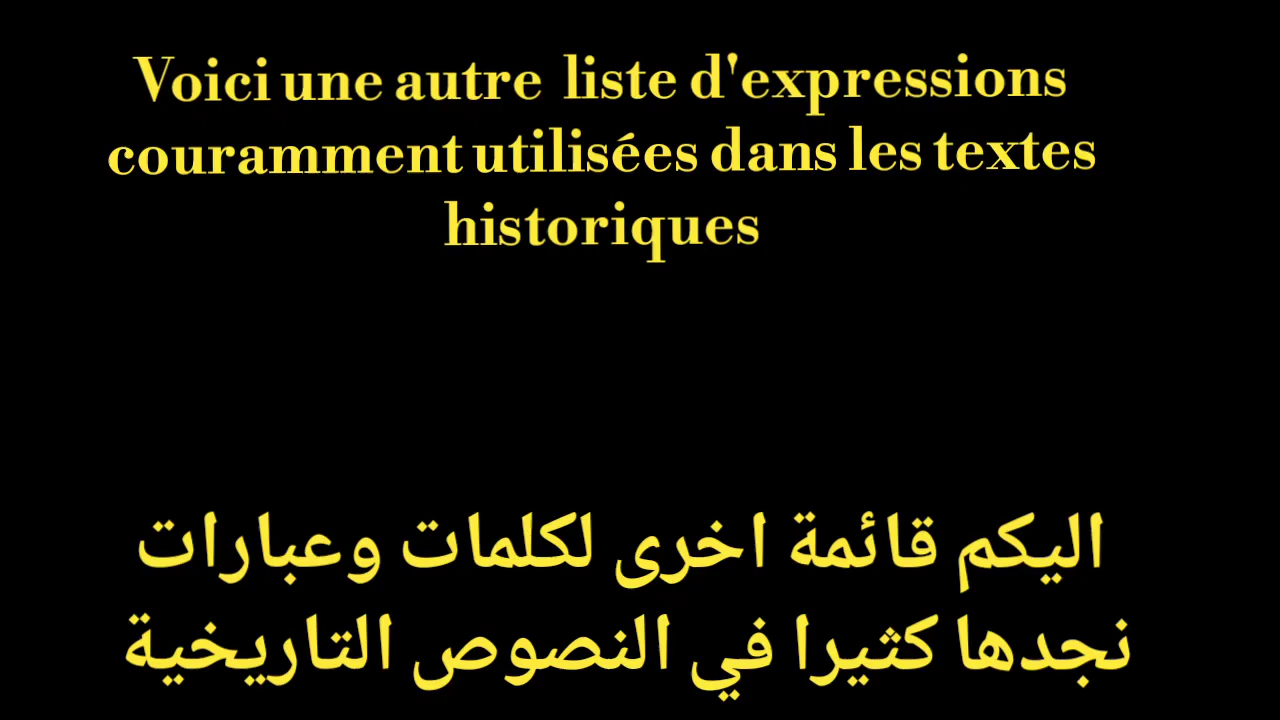 Voici une autre liste d'expressions
couramment utilisées dans les textes
historiques
اليكم قائمة اخرى لكلمات وعبارات
نجدها كثيرا في النصوص التاريخية